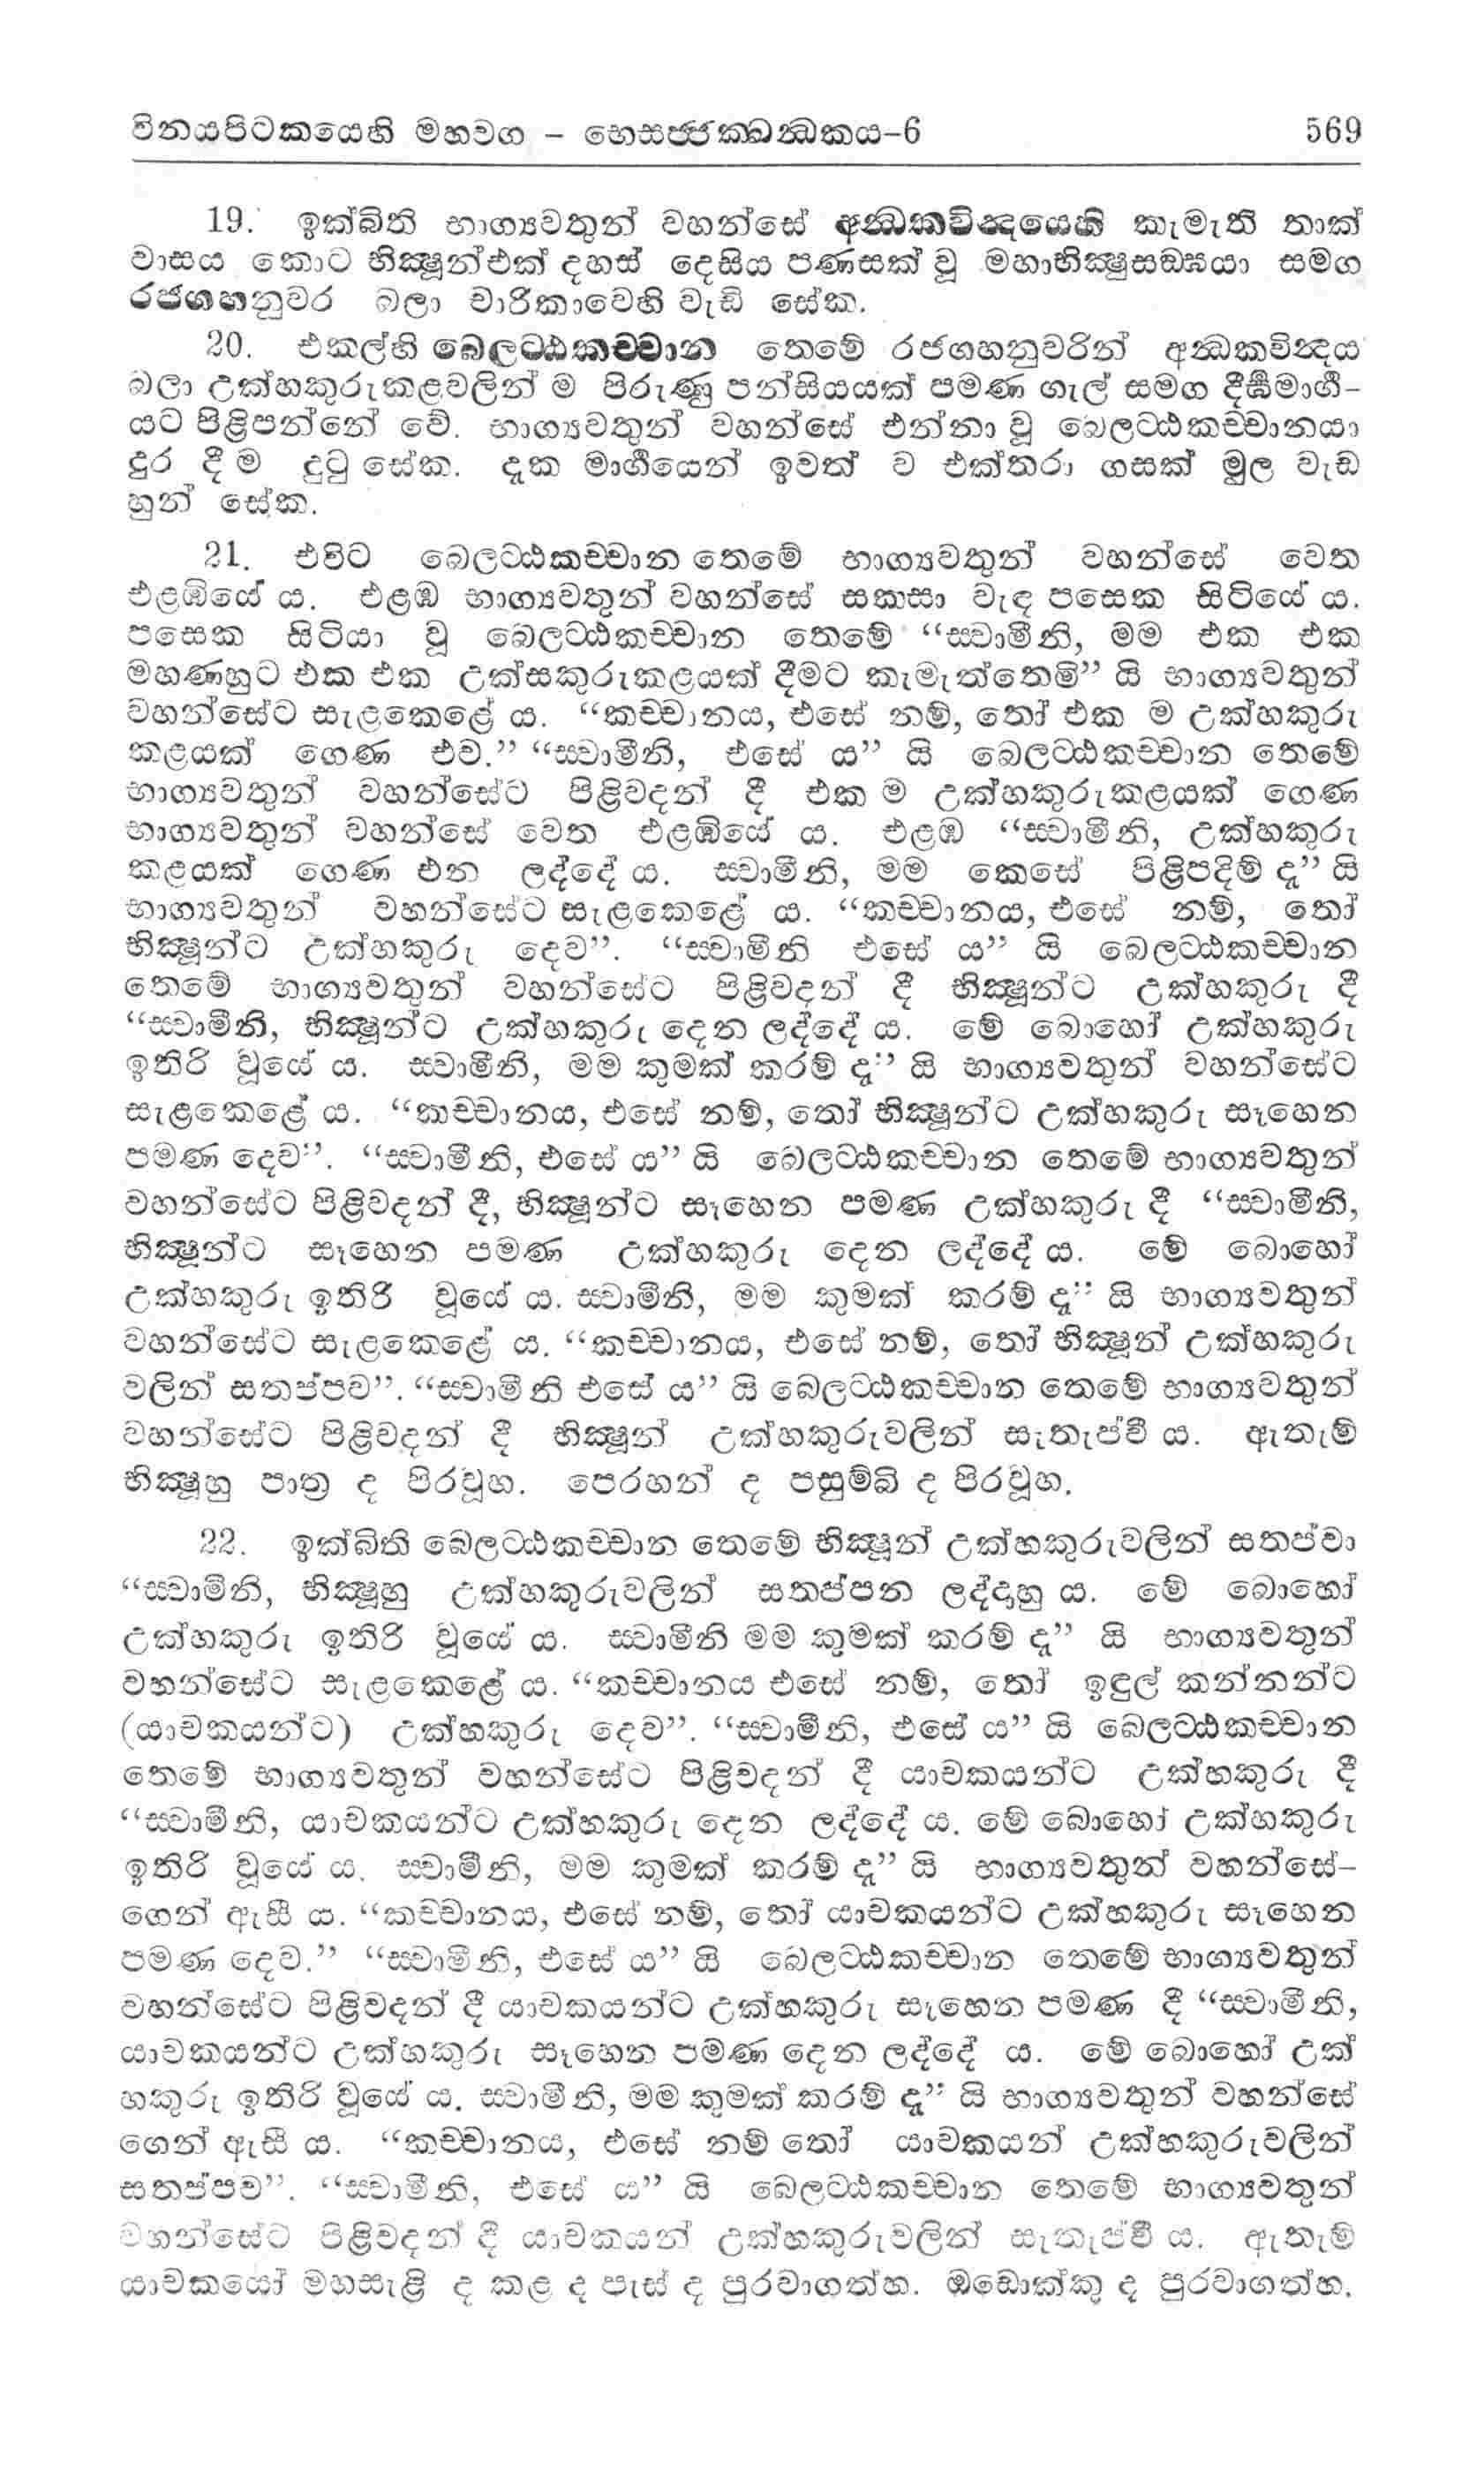 විනයපිටකයෙහි මහවග – භෙසජ්ජක්ඛන්ධකය–6 569
19. ඉක්බිති භාග්‍යවතුන් වහන්සේ අන්ධකවින්දයෙහි කැමැති තාක්
වාසය කොට භික්‍ෂූන්එක් දහස් දෙසිය පණසක් වූ මහාභික්‍ෂුසඞ්ඝයා සමග
රජගහනුවර බලා චාරිකාවෙහි වැඩි සේක.
20. එකල්හි බෙලට්ඨකච්චාන තෙමේ රජගහනුවරින් අන්ධකවින්දය
බලා උක්හකුරුකළවලින් ම පිරුණු පන්සියයක් පමණ ගැල් සමග දීර්‍ඝමාර්‍ග–
යට පිළිපන්නේ වේ. භාග්‍යවතුන් වහන්සේ එන්නා වූ බෙලට්ඨකච්චානයා
දුර දී ම දුටු සේක. දැක මාර්‍ගයෙන් ඉවත් ව එක්තරා ගසක් මුල වැඩ
හුන් සේක.
21. එවිට බෙලට්ඨකච්චාන තෙමේ භාග්‍යවතුන් වහන්සේ වෙත
එළඹියේ ය. එළඹ භාග්‍යවතුන් වහන්සේ සකසා වැඳ පසෙක සිටියේ ය.
පසෙක සිටියා වූ බෙලට්ඨකච්චාන තෙමේ “ස්වාමීනි, මම එක එක
මහණහුට එක එක උක්සකුරුකළයක් දීමට කැමැත්තෙමි” යි භාග්‍යවතුන්
වහන්සේට සැළකෙළේ ය. “කච්චානය, එසේ නම්, තෝ එක ම උක්හකුරු
කළයක් ගෙණ එව.” “ස්වාමීනි, එසේ ය” යි බෙලට්ඨකච්චාන තෙමේ
භාග්‍යවතුන් වහන්සේට පිළිවදන් දී එක ම උක්හකුරුකළයක් ගෙණ
භාග්‍යවතුන් වහන්සේ වෙත එළඹියේ ය. එළඹ “ස්වාමීනි, උක්හකුරු
කළයක් ගෙණ එන ලද්දේ ය. ස්වාමීනි, මම කෙසේ පිළිපදිම් දැ” යි
භාග්‍යවතුන් වහන්සේට සැළකෙළේ ය. “කච්චානය, එසේ නම්, තෝ
භික්‍ෂූන්ට උක්හකුරු දෙව”. “ස්වාමීනි එසේ ය” යි බෙලට්ඨකච්චාන
තෙමේ භාග්‍යවතුන් වහන්සේට පිළිවදන් දී භික්‍ෂූන්ට උක්හකුරු දී
“ස්වාමීනි, භික්‍ෂූන්ට උක්හකුරු දෙන ලද්දේ ය. මේ බොහෝ උක්හකුරු
ඉතිරි වූයේ ය. ස්වාමීනි, මම කුමක් කරම් දැ” යි භාග්‍යවතුන් වහන්සේට
සැළකෙළේ ය. “කච්චානය, එසේ නම්, තෝ භික්‍ෂූන්ට උක්හකුරු සෑහෙන
පමණ දෙව”. “ස්වාමීනි, එසේ ය” යි බෙලට්ඨකච්චාන තෙමේ භාග්‍යවතුන්
වහන්සේට පිළිවදන් දී, භික්‍ෂූන්ට සෑහෙන පමණ උක්හකුරු දී “ස්වාමීනි,
භික්‍ෂූන්ට සෑහෙන පමණ උක්හකුරු දෙන ලද්දේ ය. මේ බොහෝ
උක්හකුරු ඉතිරි වූයේ ය. ස්වාමීනි, මම කුමක් කරම් දැ” යි භාග්‍යවතුන්
වහන්සේට සැළකෙළේ ය. “කච්චානය, එසේ නම්, තෝ භික්‍ෂූන් උක්හකුරු
වලින් සතප්පව”. “ස්වාමීනි එසේ ය” යි බෙලට්ඨකච්චාන තෙමේ භාග්‍යවතුන්
වහන්සේට පිළිවදන් දී භික්‍ෂූන් උක්හකුරුවලින් සැතැප්වී ය. ඇතැම්
භික්‍ෂූහු පාත්‍ර ද පිරවූහ. පෙරහන් ද පසුම්බි ද පිරවූහ.
22. ඉක්බිති බෙලට්ඨකච්චාන තෙමේ භික්‍ෂූන් උක්හකුරුවලින් සතප්වා
“ස්වාමීනි, භික්‍ෂූහු උක්හකුරුවලින් සතප්පන ලද්දාහු ය. මේ බොහෝ
උක්හකුරු ඉතිරි වූයේ ය. ස්වාමීනි මම කුමක් කරම් දැ” යි භාග්‍යවතුන්
වහන්සේට සැළකෙළේ ය. “කච්චානය එසේ නම්, තෝ ඉඳුල් කන්නන්ට
(යාචකයන්ට) උක්හකුරු දෙව”. “ස්වාමීනි, එසේ ය” යි බෙලට්ඨකච්චාන
තෙමේ භාග්‍යවතුන් වහන්සේට පිළිවදන් දී යාචකයන්ට උක්හකුරු දී
“ස්වාමීනි, යාචකයන්ට උක්හකුරු දෙන ලද්දේ ය. මේ බොහෝ උක්හකුරු
ඉතිරි වූයේ ය. ස්වාමීනි, මම කුමක් කරම් දැ” යි භාග්‍යවතුන් වහන්සේ–
ගෙන් ඇසී ය. “කච්චානය, එසේ නම්, තෝ යාචකයන්ට උක්හකුරු සෑහෙන
පමණ දෙව.” “ස්වාමීනි, එසේ ය” යි බෙලට්ඨකච්චාන තෙමේ භාග්‍යවතුන්
වහන්සේට පිළිවදන් දී යාචකයන්ට උක්හකුරු සෑහෙන පමණ දී “ස්වාමීනි,
යාචකයන්ට උක්හකුරු සෑහෙන පමණ දෙන ලද්දේ ය. මේ බොහෝ උක්
හකුරු ඉතිරි වූයේ ය. ස්වාමීනි, මම කුමක් කරම් දැ” යි භාග්‍යවතුන් වහන්සේ
ගෙන් ඇසී ය. “කච්චානය, එසේ නම් තෝ යාචකයන් උක්හකුරුවලින්
සතප්පව”. “ස්වාමීනි, එසේ ය” යි බෙලට්ඨකච්චාන තෙමේ භාග්‍යවතුන්
වහන්සේට පිළිවදන් දී යාචකයන් උක්හකුරුවලින් සැතැප්වී ය. ඇතැම්
යාචකයෝ මහසැළි ද කළ ද පැස් ද පුරවාගත්හ. ඔඩොක්කු ද පුරවාගත්හ.